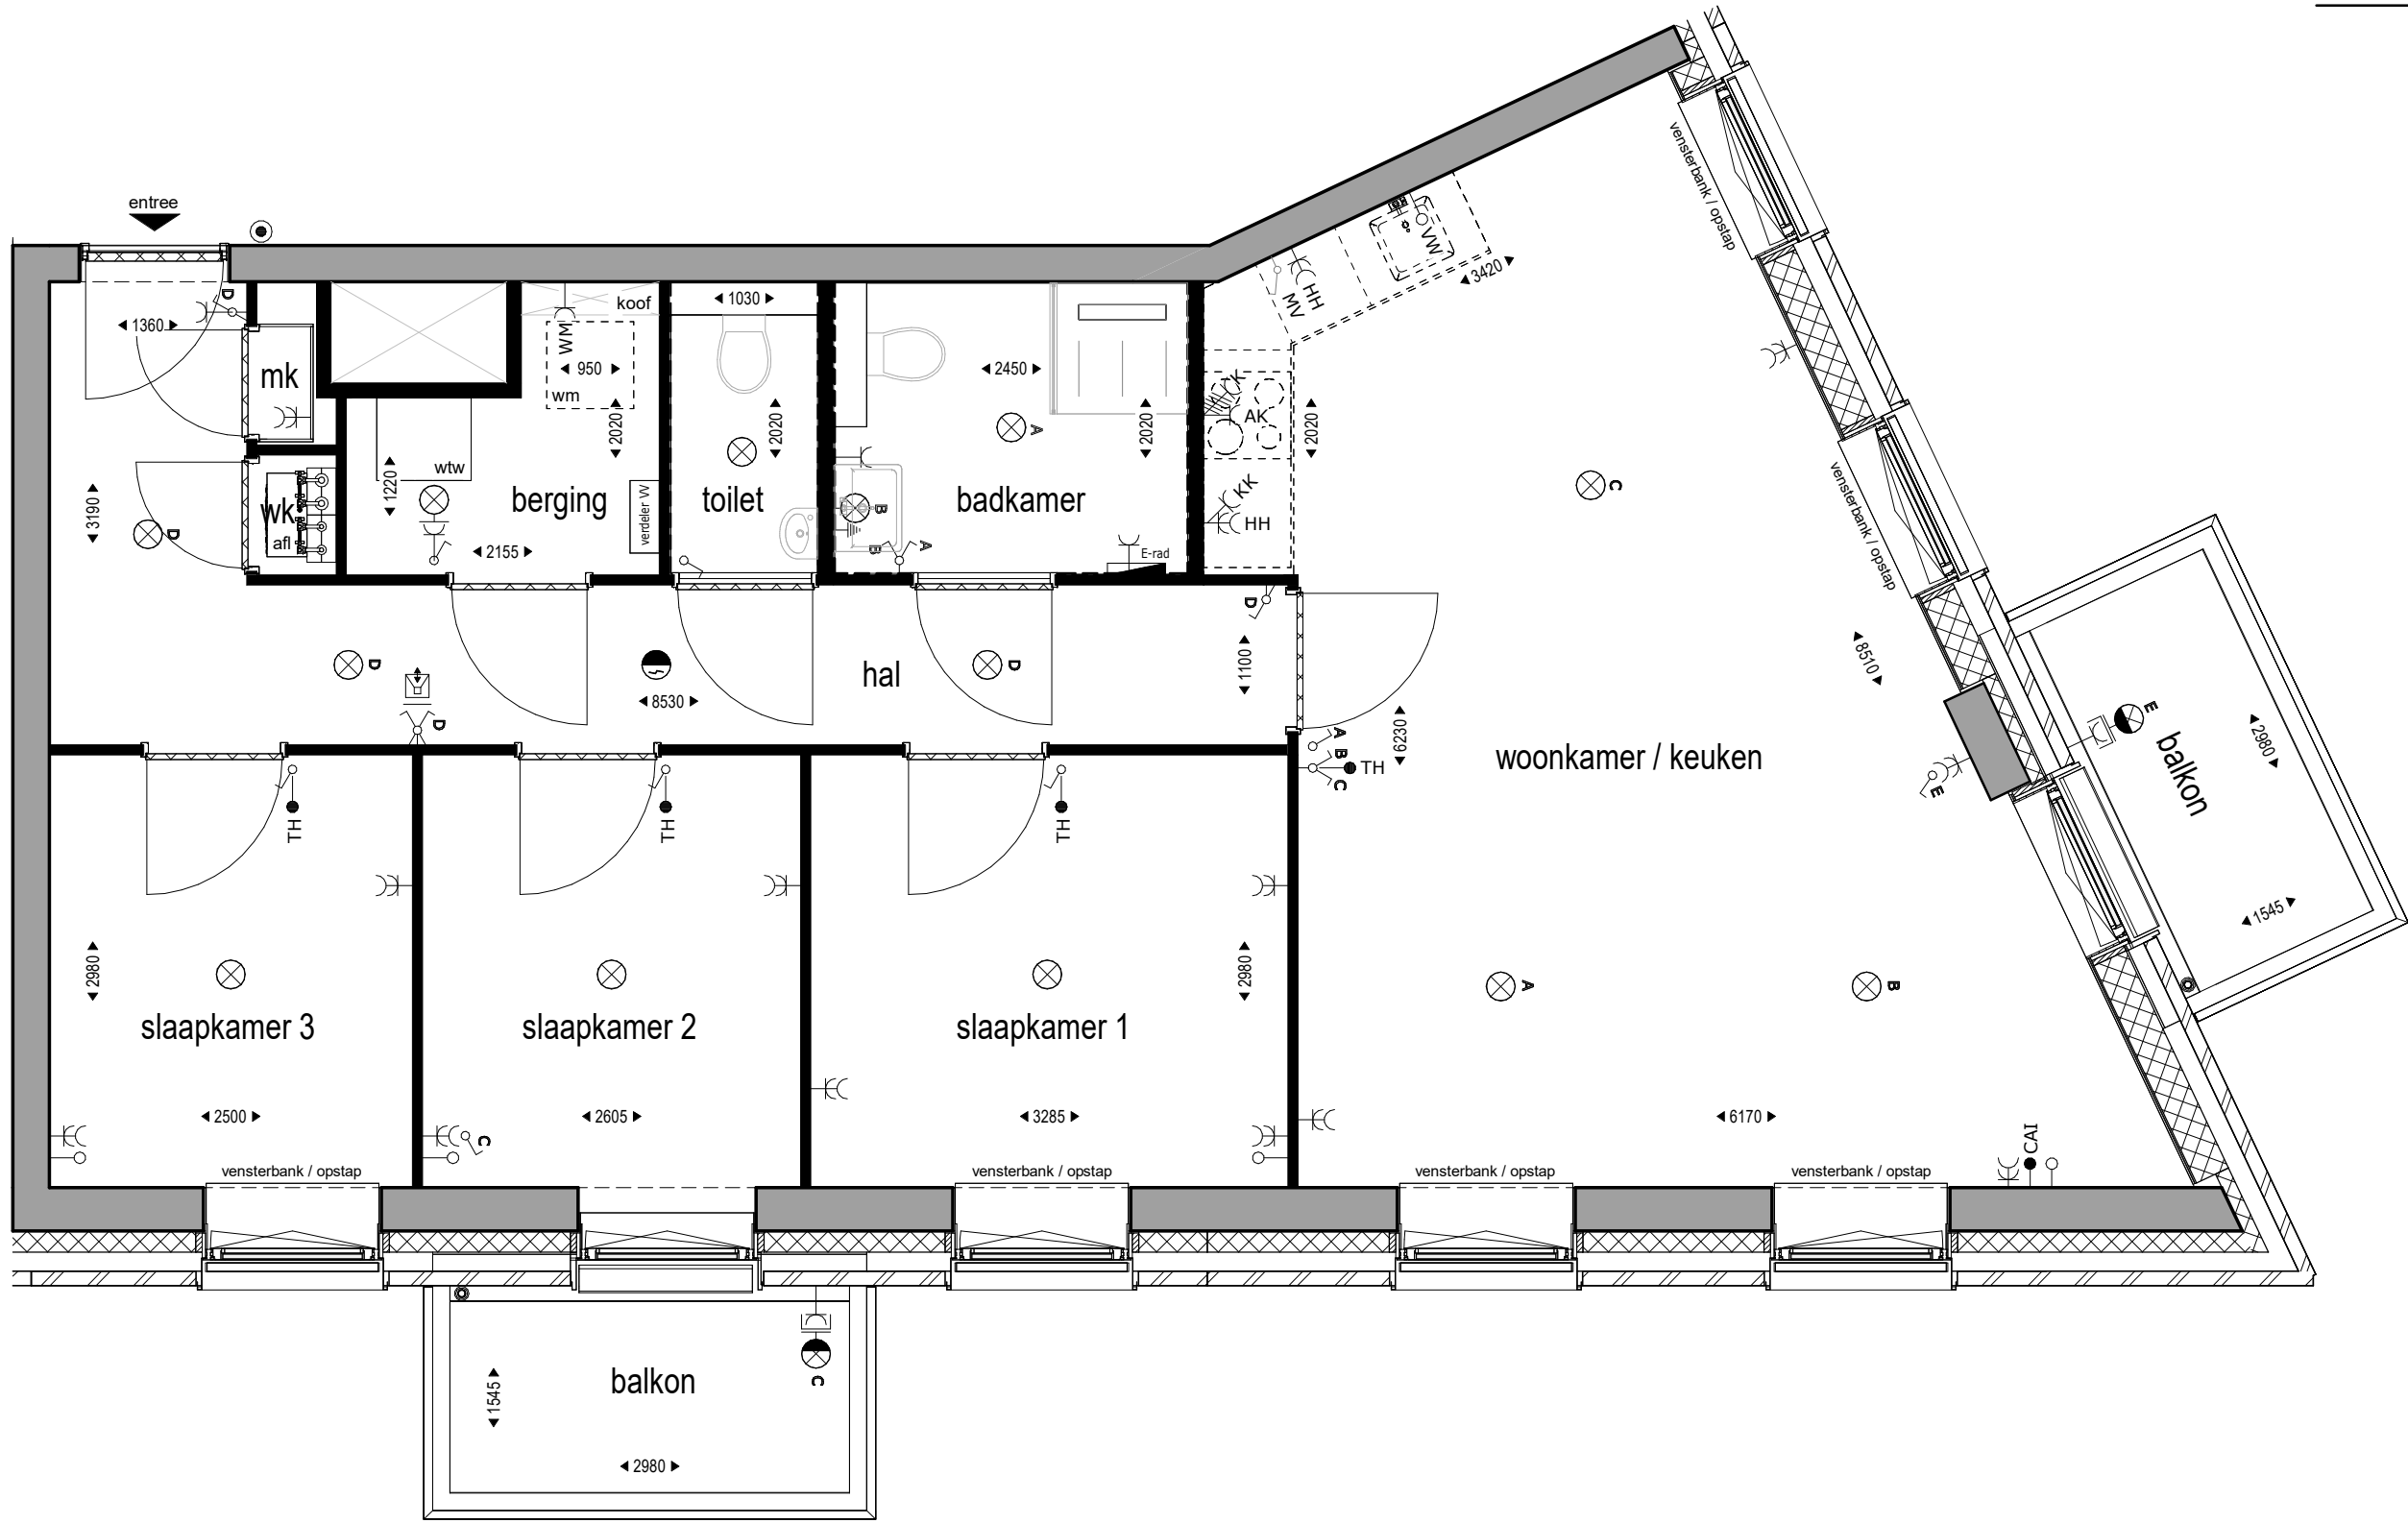 entree
vensterbank / opstap
koof
1030
1360
D
WM
950
wm
mk
2020
2020
2450
A
2020
VW
3420
HH
MV
KK
AK
2020
C
vensterbank / opstap
wtw
1220
berging
verdeler VV
toilet
B
badkamer
KK
HH
3190
D
wk
afl
2155
B
A
E-rad
D
D
D
hal
1100
8530
D
8510
6230
A
B
TH
C
woonkamer / keuken
E
E
balkon
2980
1545
TH
TH
TH
2980
2980
A
B
slaapkamer 3
slaapkamer 2
slaapkamer 1
2500
2605
3285
6170
C
CAI
vensterbank / opstap
vensterbank / opstap
vensterbank / opstap
vensterbank / opstap
C
balkon
1545
2980